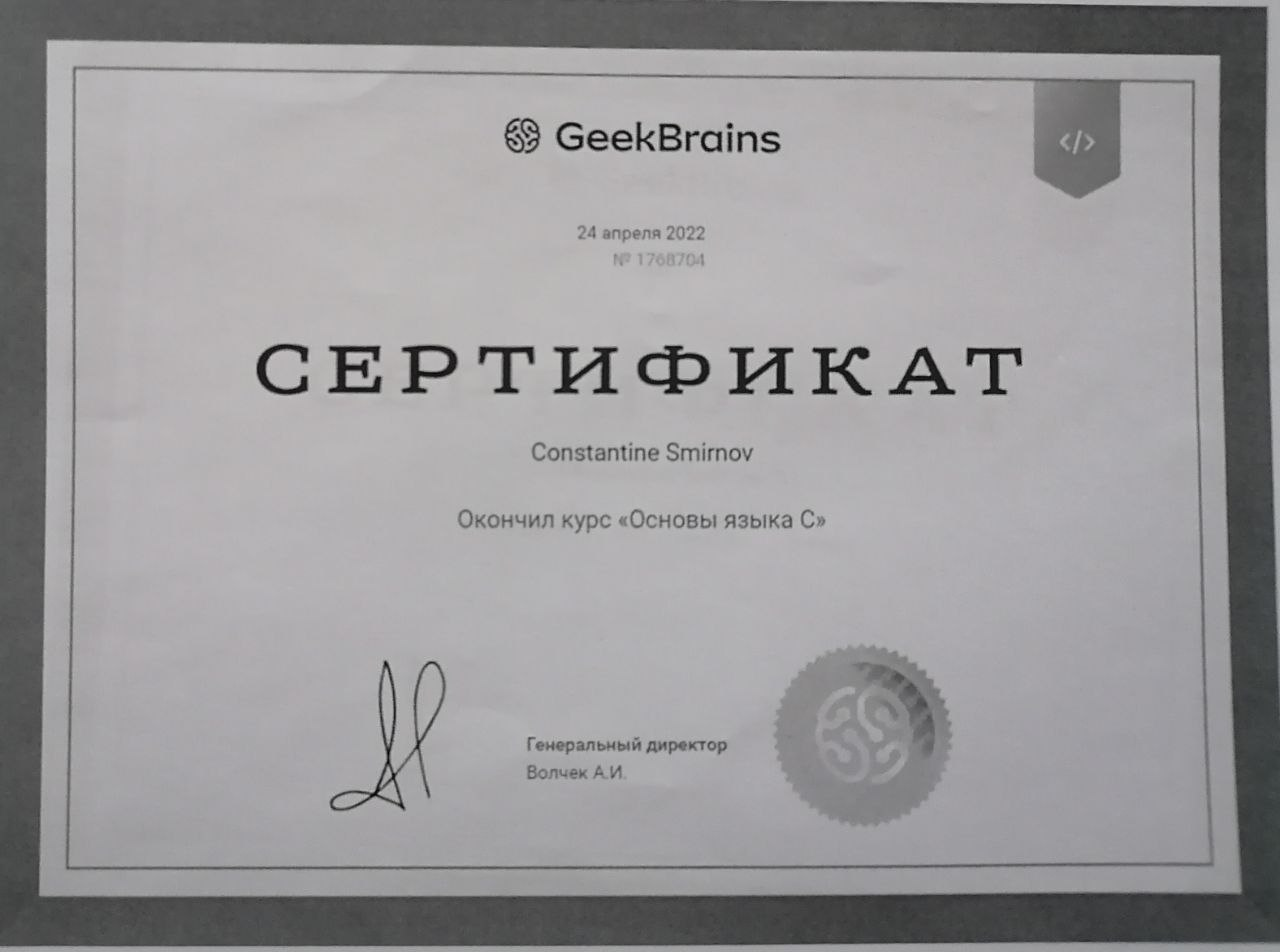 GeekBrains
</>
24 апреля 2022
№ 1768704
СЕРТИФИКАТ
Constantine Smirnov
Окончил курс «Основы языка C»
Генеральный директор
Волчек А.И.